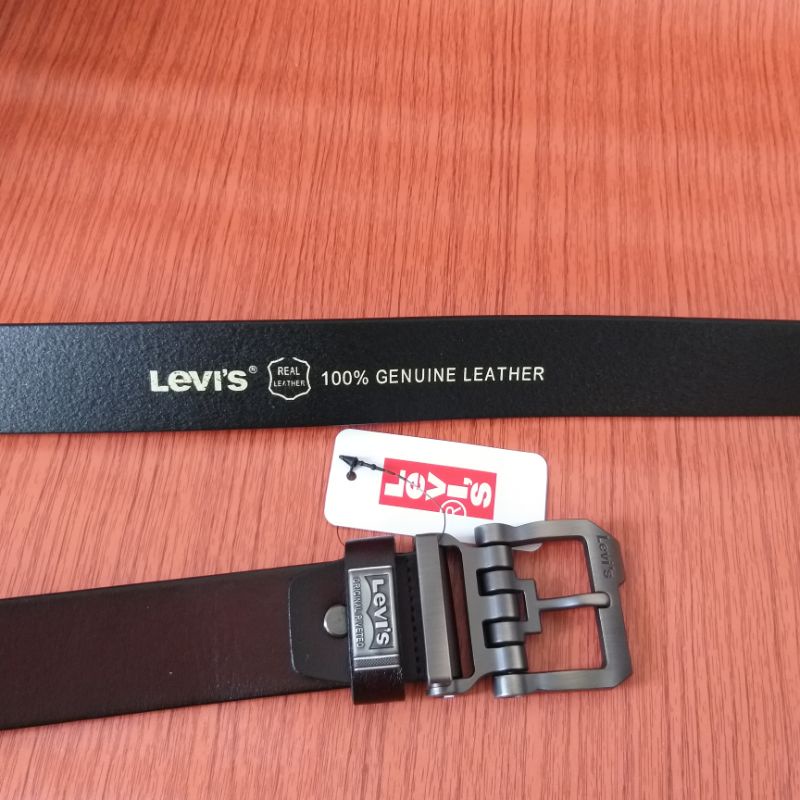 Levi's®
REAL
LEATHER
100% GENUINE LEATHER
Levi's®
Levi's
Levi's
ORIGINAL RIVETED